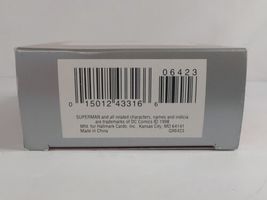 06423
0 15012 43316 6
SUPERMAN and all related characters, names and indicia
are trademarks of DC Comics © 1998
Mfd. for Hallmark Cards, Inc., Kansas City, MO 64141
Made in China QX6423